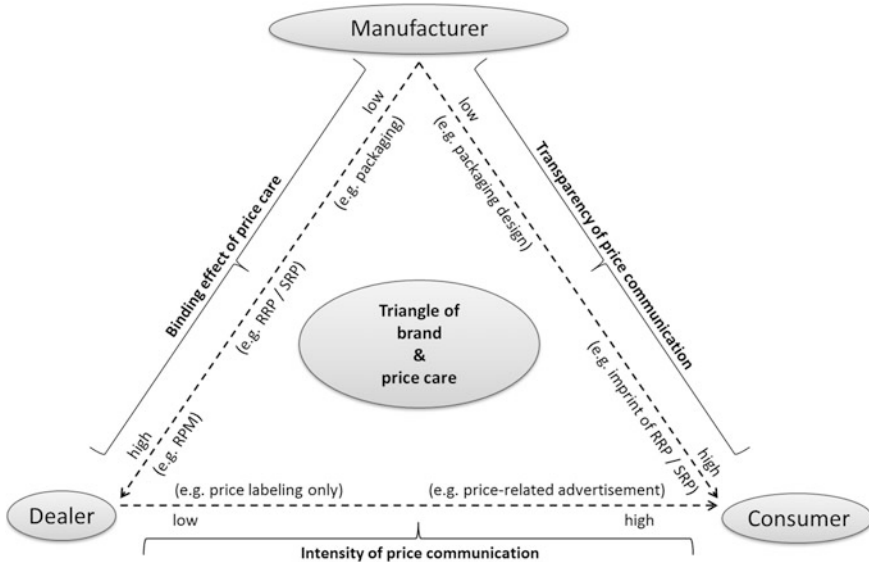 Manufacturer
low
low
(e.g. packaging)
(e.g. packaging design)
Binding effect of price care
Transparency of price communication
(e.g. RRP / SRP)
Triangle of
brand
&
price care
(e.g. imprint of RRP / SRP)
high
(e.g. RPM)
high
Dealer
(e.g. price labeling only)
(e.g. price-related advertisement)
Consumer
low
high
Intensity of price communication